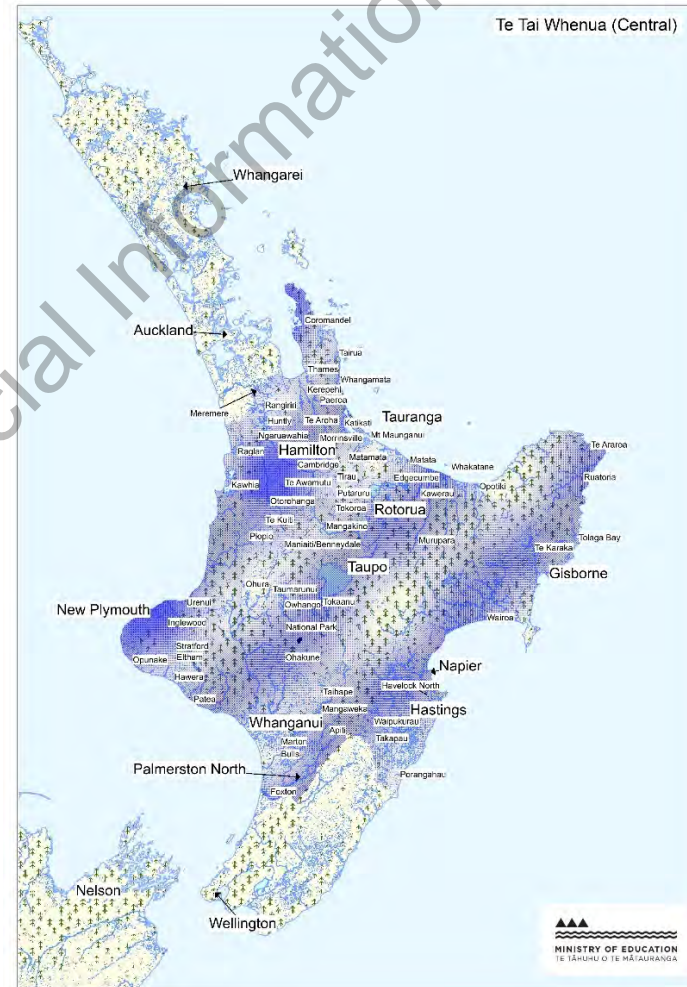 Te Tai Whenua (Central)
cial Information
Whangarei
Auckland
Coromandel
Tairua
Thames
Whangamata
Kerepehi
Paeroa
Meremere
Rangiriri
Huntly
Te Aroha
Katikati
Tauranga
Ngaruawahia
Morrinsville
Mt Maunganui
Raglan
Hamilton
Matamata
Cambridge
Matata
Whakatane
Te Araroa
Kawhia
Te Awamutu
Tirau
Edgecumbe
Opotiki
Ruatoria
Putaruru
Kawerau
Otorohanga
Tokoroa
Rotorua
Te Kuiti
Mangakino
Piopio
Maniaiti/Benneydale
Murupara
Tolaga Bay
Te Karaka
Taupo
Gisborne
Ohura
Taumarunui
New Plymouth
Urenui
Owhango
Tokaanu
Inglewood
National Park
Wairoa
Stratford
Opunake
Eltham
Ohakune
Napier
Hawera
Havelock North
Patea
Taihape
Mangaweka
Hastings
Whanganui
Waipukurau
Apiti
Marton
Takapau
Bulls
Palmerston North
Porangahau
Foxton
Nelson
Wellington
MINISTRY OF EDUCATION
TE TĀHUHU O TE MĀTAURANGA